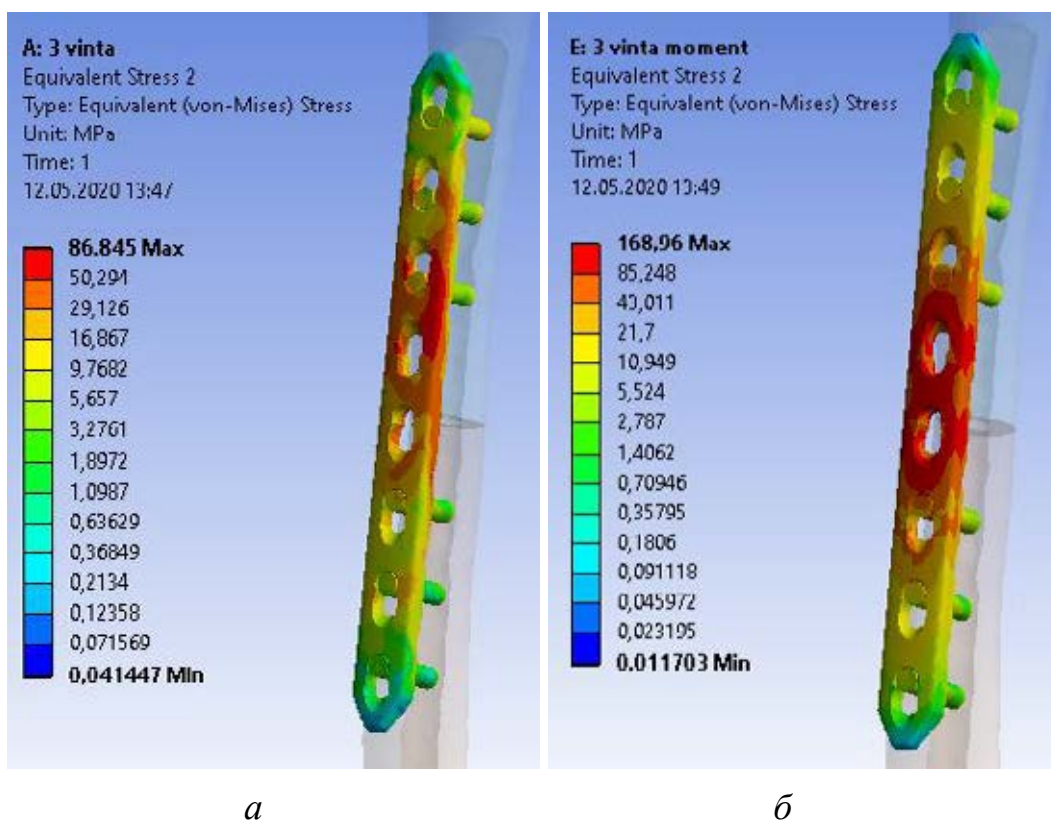 A: 3 vinta
Equivalent Stress 2
Type: Equivalent (von-Mises) Stress
Unit: MPa
Time: 1
12.05.2020 13:47
86.845 Max
50,294
29,126
16,867
9,7682
5,657
3,2761
1,8972
1,0987
0,63629
0,36849
0,2134
0,12358
0,071569
0,041447 Min
E: 3 vinta moment
Equivalent Stress 2
Type: Equivalent (von-Mises) Stress
Unit: MPa
Time: 1
12.05.2020 13:49
168,96 Max
85,248
43,011
21,7
10,949
5,524
2,787
1,4062
0,70946
0,35795
0,1806
0,091118
0,045972
0,023195
0.011703 Min
а
б